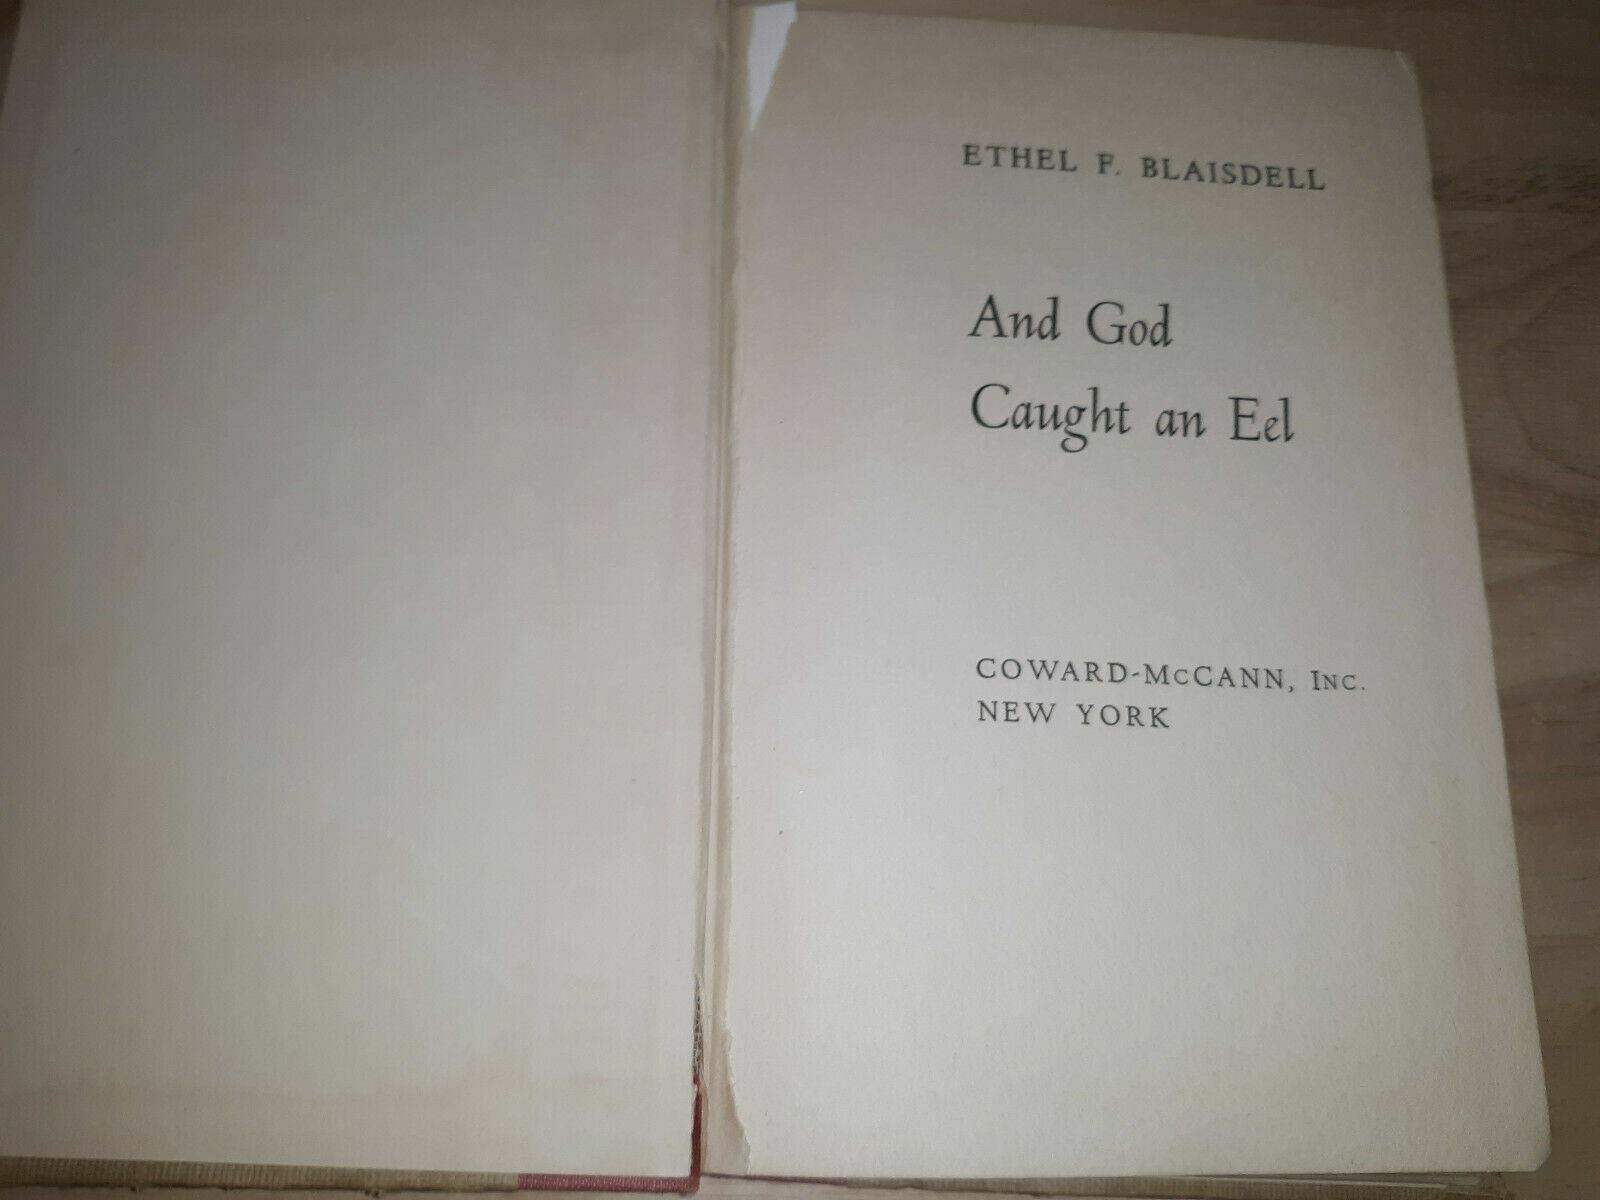 ETHEL F. BLAISDELL
And God
Caught an Eel
COWARD-McCANN, INC.
NEW YORK